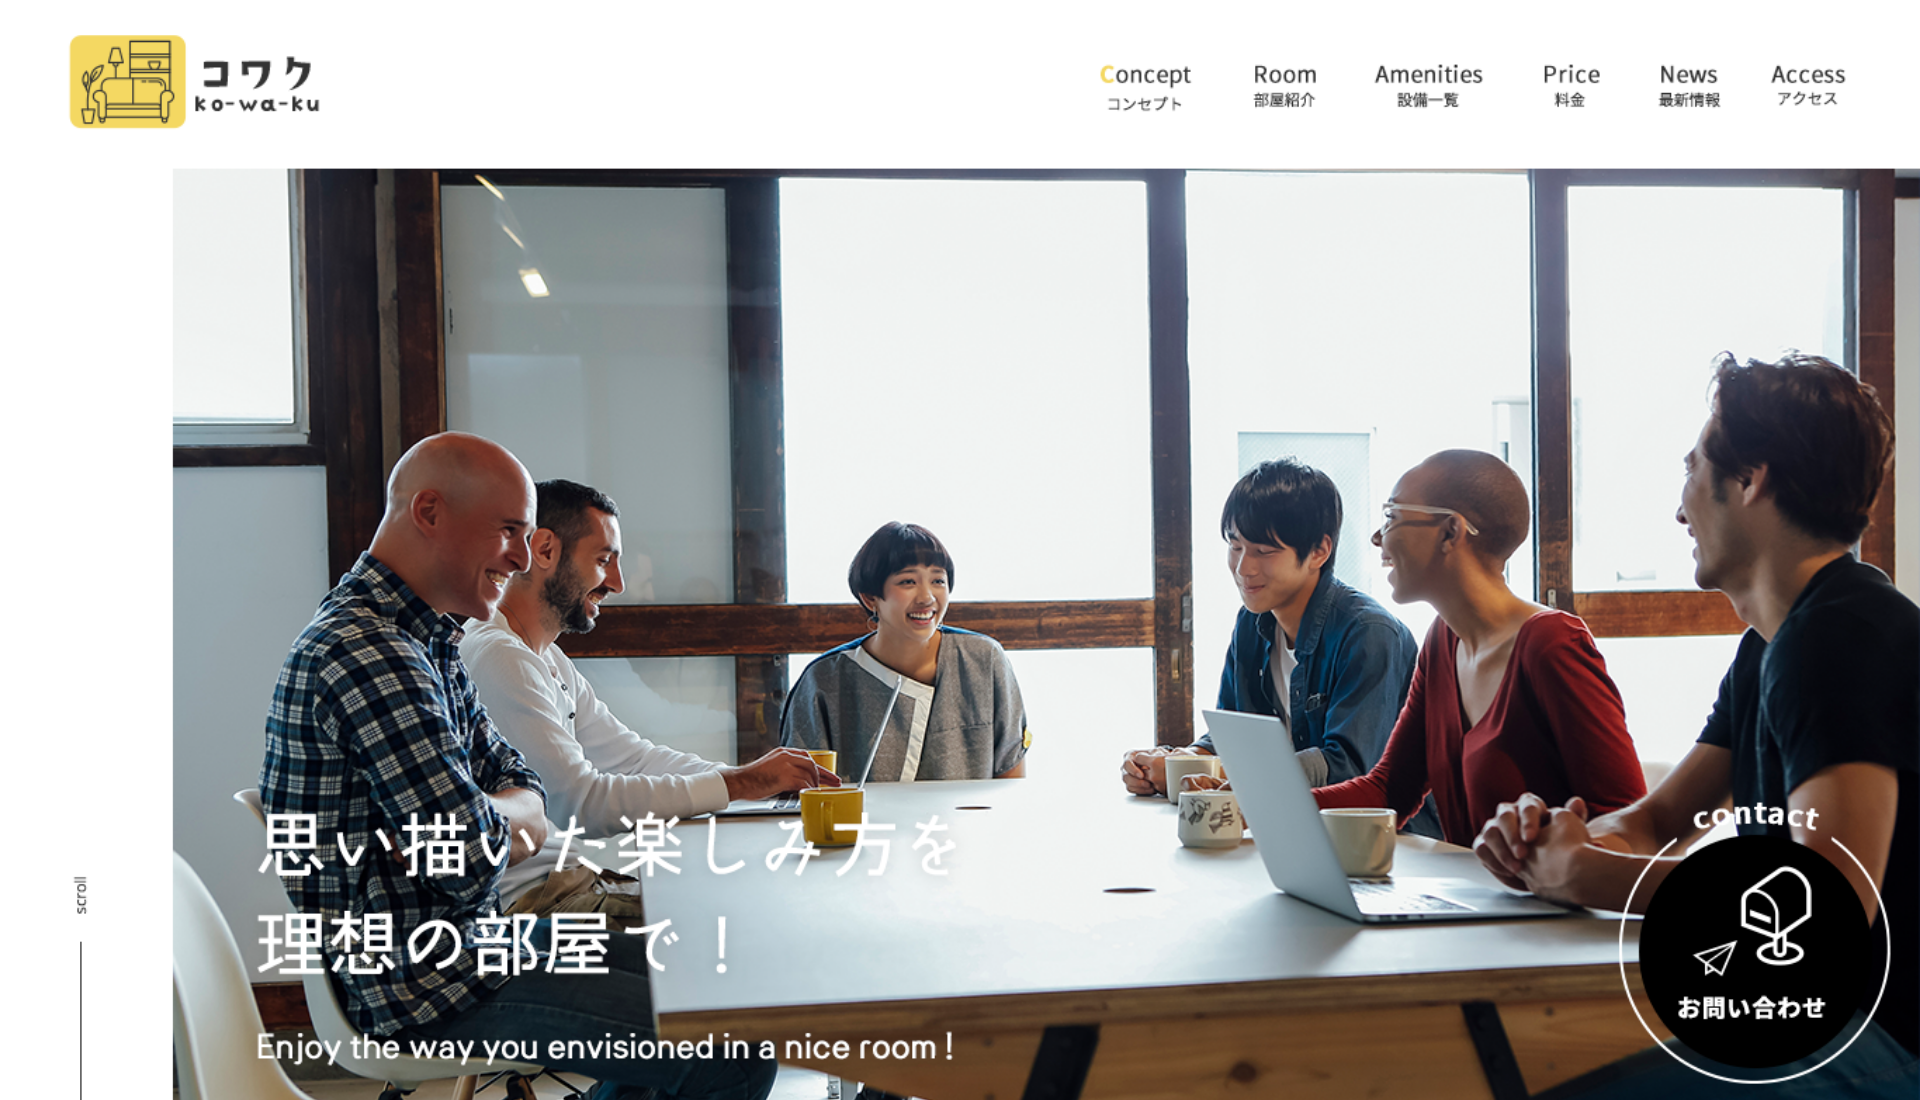 コワク
ko-wa-ku
Concept
コンセプト
Room
部屋紹介
Amenities
設備一覧
Price
料金
News
最新情報
Access
アクセス
思い描いた楽しみ方を
理想の部屋で！
Enjoy the way you envisioned in a nice room !
scroll
contact
お問い合わせ